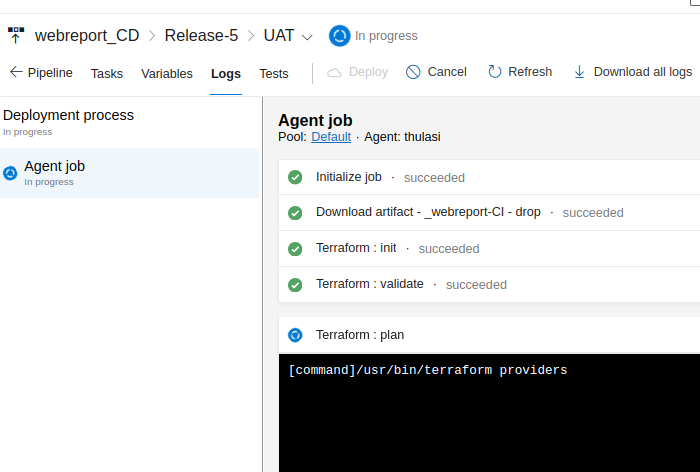 webreport_CD > Release-5 > UAT In progress
Pipeline Tasks Variables Logs Tests Deploy Cancel Refresh Download all logs
Deployment process
In progress
Agent job
In progress
Agent job
Pool: Default · Agent: thulasi
Initialize job · succeeded
Download artifact - _webreport-CI - drop · succeeded
Terraform : init · succeeded
Terraform : validate · succeeded
Terraform : plan
[command]/usr/bin/terraform providers